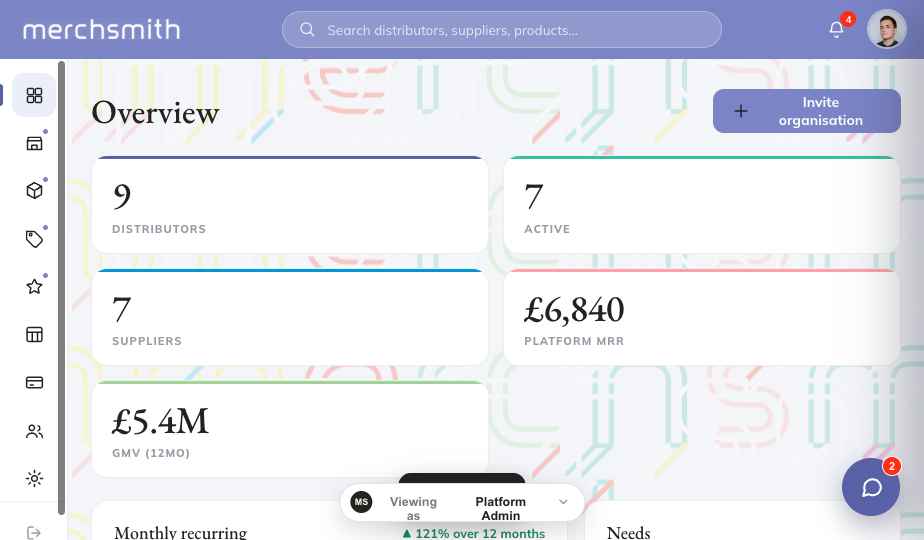 merchsmith
Search distributors, suppliers, products...
4
Overview
Invite
organisation
9
DISTRIBUTORS
7
ACTIVE
7
SUPPLIERS
£6,840
PLATFORM MRR
£5.4M
GMV (12MO)
2
MS
Viewing
as
Platform
Admin
Monthly recurring
▲ 121% over 12 months
Needs